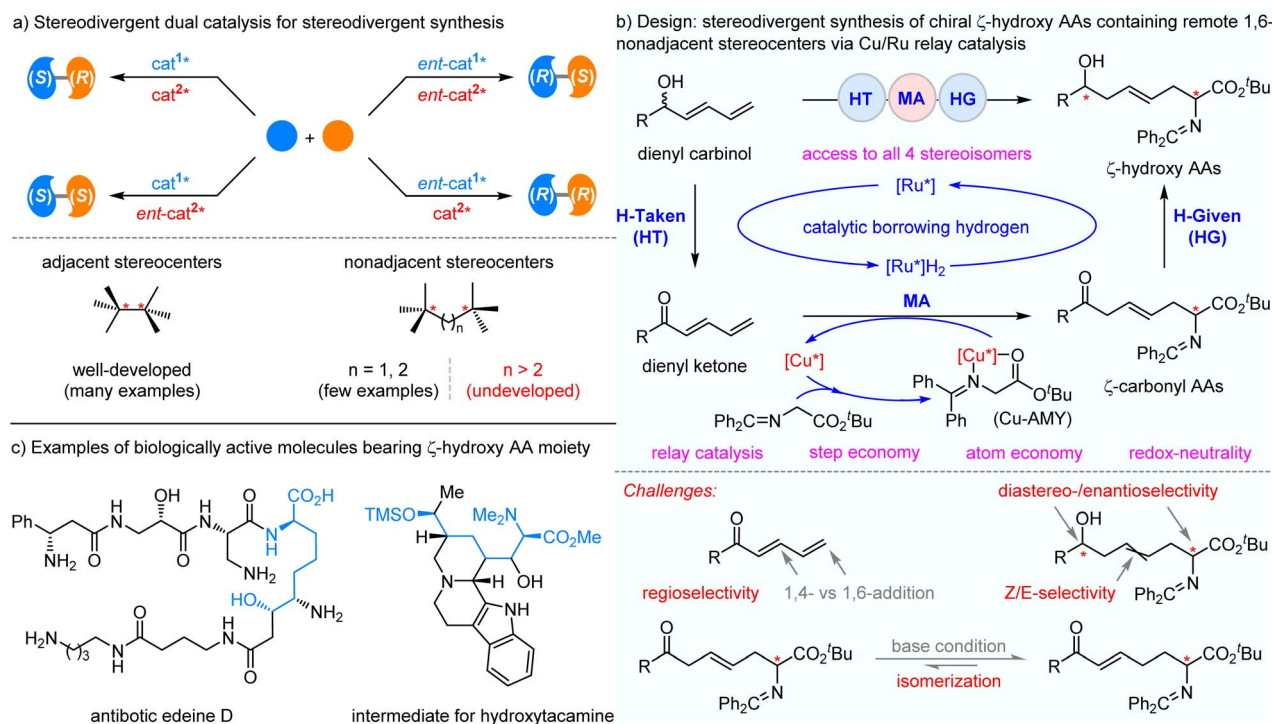 a) Stereodivergent dual catalysis for stereodivergent synthesis
(S) (R)
cat1*
cat2*
ent-cat1*
ent-cat2*
(R) (S)
+
(S) (S)
cat1*
ent-cat2*
ent-cat1*
cat2*
(R) (R)
adjacent stereocenters
nonadjacent stereocenters
* *
* * n
well-developed
(many examples)
n = 1, 2
(few examples)
n > 2
(undeveloped)
c) Examples of biologically active molecules bearing ζ-hydroxy AA moiety
Ph
NH2
O
H
N
OH
O
H
N
O
NH2
N
H
CO2H
HO
NH2
H2N
( )3
N
H
O
H
N
O
antibotic edeine D
Me
TMSO
H
Me2N
CO2Me
OH
N
H
NH
intermediate for hydroxytacamine
b) Design: stereodivergent synthesis of chiral ζ-hydroxy AAs containing remote 1,6-
nonadjacent stereocenters via Cu/Ru relay catalysis
OH
R
dienyl carbinol
HT MA HG
access to all 4 stereoisomers
OH
R * * CO2tBu
Ph2C=N
ζ-hydroxy AAs
[Ru*]
H-Taken
(HT)
catalytic borrowing hydrogen
H-Given
(HG)
[Ru*]H2
MA
O
R
dienyl ketone
[Cu*]
Ph2C=N CO2tBu
[Cu*] O
Ph N
Ph
OtBu
(Cu-AMY)
O
R * CO2tBu
Ph2C=N
ζ-carbonyl AAs
relay catalysis step economy atom economy redox-neutrality
Challenges:
diastereo-/enantioselectivity
O
R
regioselectivity
1,4- vs 1,6-addition
OH
R * * CO2tBu
Z/E-selectivity
Ph2C=N
O
R * CO2tBu
Ph2C=N
base condition
isomerization
O
R * CO2tBu
Ph2C=N